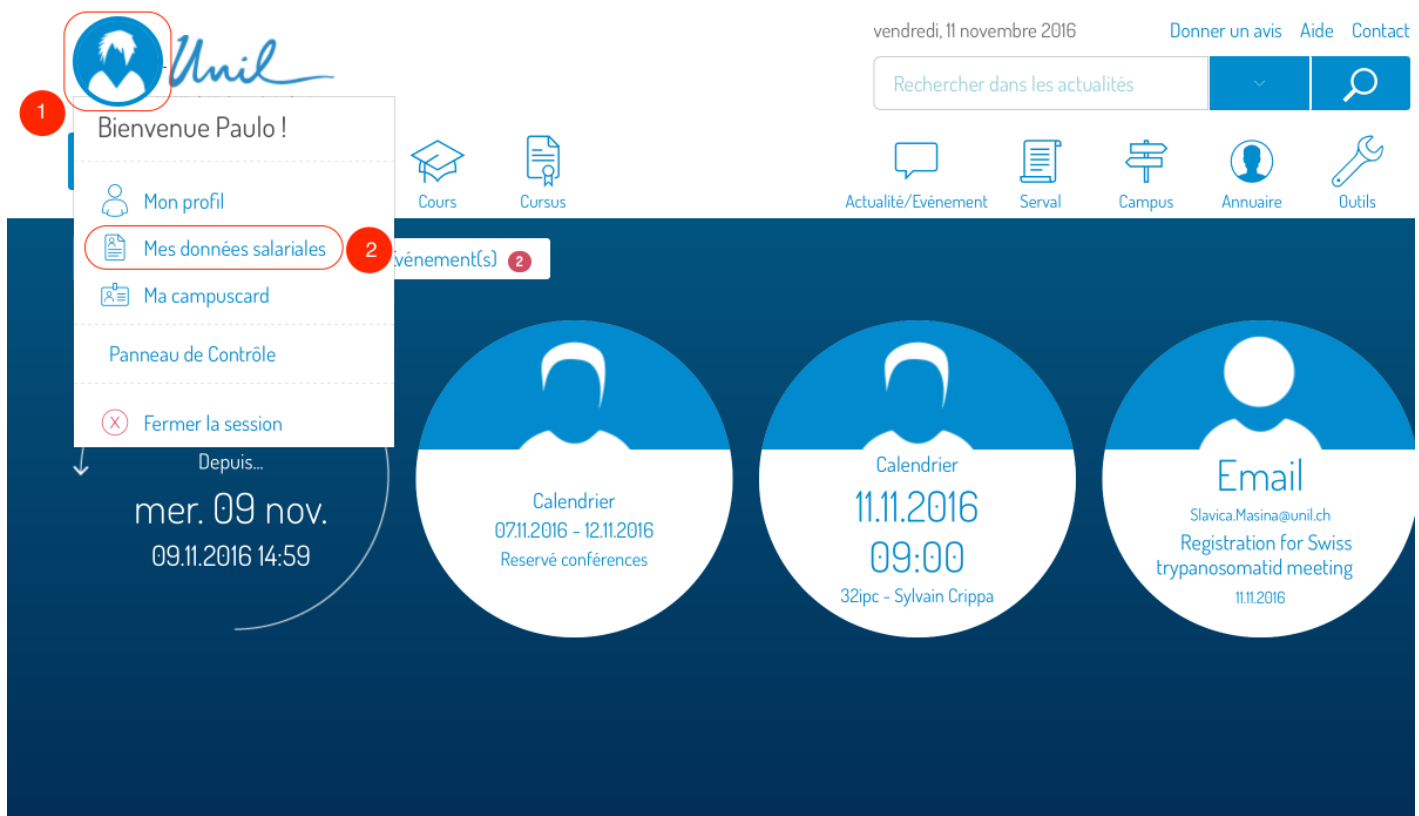 vendredi, 11 novembre 2016
Donner un avis Aide Contact
Unil
Rechercher dans les actualités
1
Bienvenue Paulo !
Mon profil
Mes données salariales
2
Ma campuscard
Panneau de Contrôle
Fermer la session
Cours
Cursus
Actualité/Evénement
Serval
Campus
Annuaire
Outils
Evénement(s) 2
Depuis...
mer. 09 nov.
09.11.2016 14:59
Calendrier
07.11.2016 - 12.11.2016
Reservé conférences
Calendrier
11.11.2016
09:00
32ipc - Sylvain Crippa
Email
Slavica.Masina@unil.ch
Registration for Swiss
trypanosomatid meeting
11.11.2016